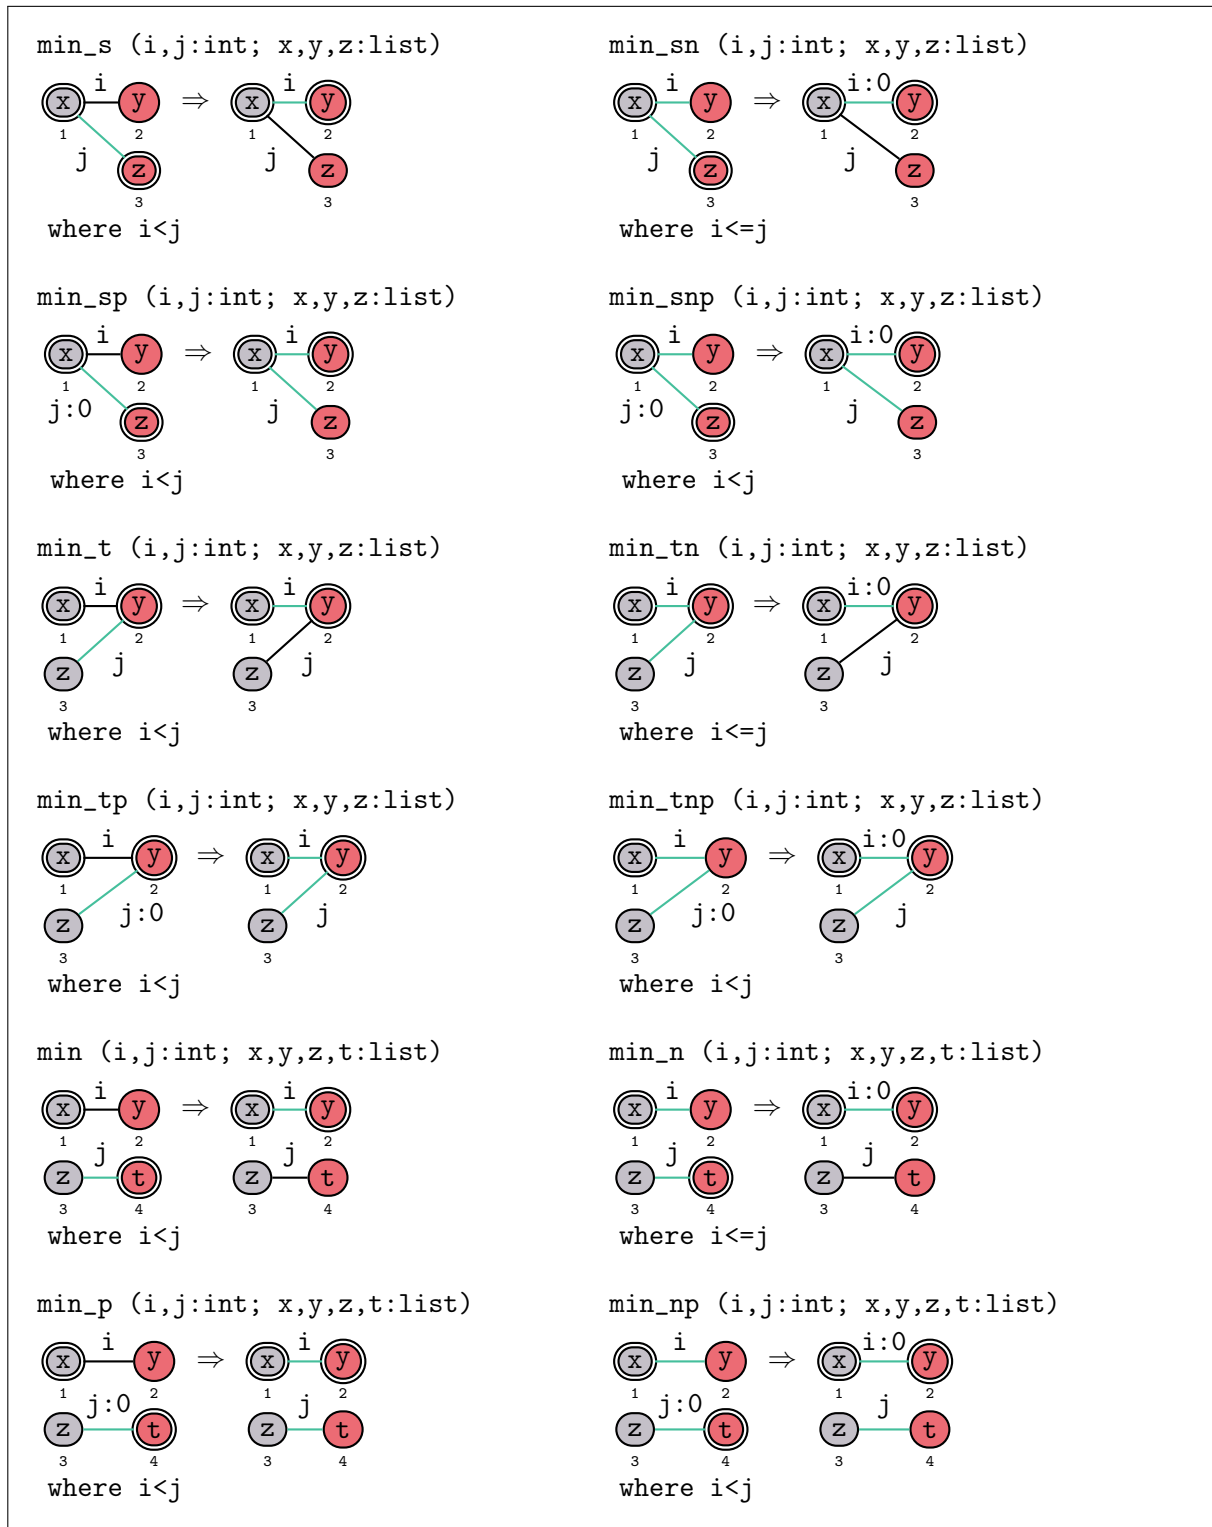 min_s (i,j:int; x,y,z:list)
x i y ⇒ x i y
1 2 1 2
j z j z
3 3
where i<j
min_sn (i,j:int; x,y,z:list)
x i y ⇒ x i:0 y
1 2 1 2
j z j z
3 3
where i<=j
min_sp (i,j:int; x,y,z:list)
x i y ⇒ x i y
1 2 1 2
j:0 z j z
3 3
where i<j
min_snp (i,j:int; x,y,z:list)
x i y ⇒ x i:0 y
1 2 1 2
j:0 z j z
3 3
where i<j
min_t (i,j:int; x,y,z:list)
x i y ⇒ x i y
1 2 1 2
z j z j
3 3
where i<j
min_tn (i,j:int; x,y,z:list)
x i y ⇒ x i:0 y
1 2 1 2
z j z j
3 3
where i<=j
min_tp (i,j:int; x,y,z:list)
x i y ⇒ x i y
1 2 1 2
z j:0 z j
3 3
where i<j
min_tnp (i,j:int; x,y,z:list)
x i y ⇒ x i:0 y
1 2 1 2
z j:0 z j
3 3
where i<j
min (i,j:int; x,y,z,t:list)
x i y ⇒ x i y
1 2 1 2
z j t z j t
3 4 3 4
where i<j
min_n (i,j:int; x,y,z,t:list)
x i y ⇒ x i:0 y
1 2 1 2
z j t z j t
3 4 3 4
where i<=j
min_p (i,j:int; x,y,z,t:list)
x i y ⇒ x i y
1 2 1 2
z j:0 t z j t
3 4 3 4
where i<j
min_np (i,j:int; x,y,z,t:list)
x i y ⇒ x i:0 y
1 2 1 2
z j:0 t z j t
3 4 3 4
where i<j